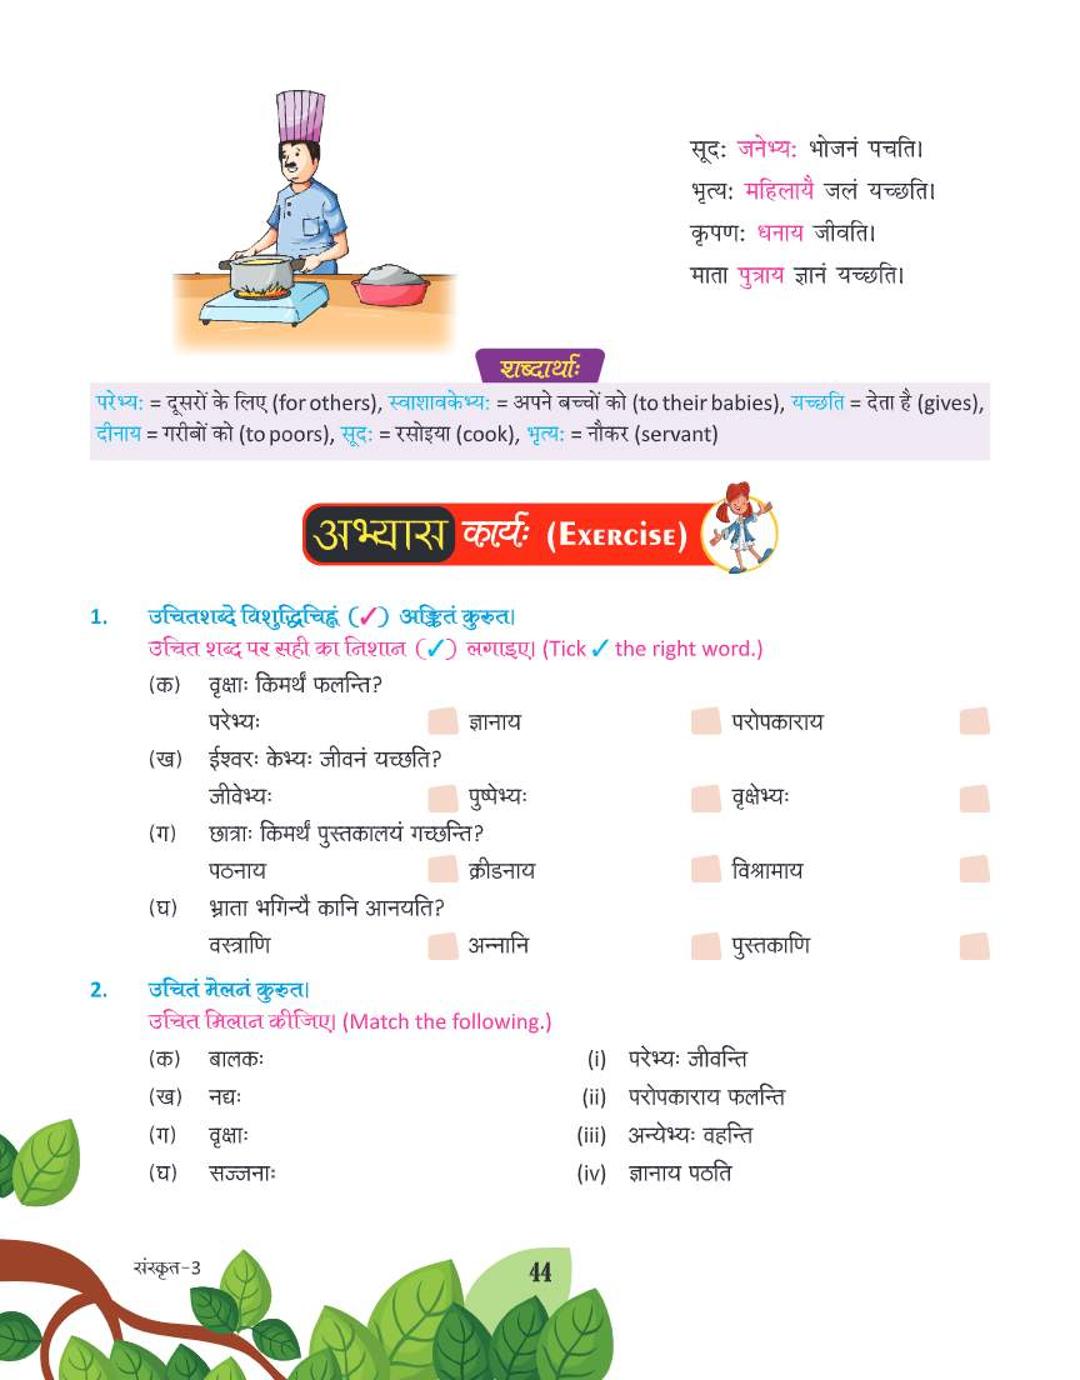 सूद: जनेभ्य: भोजनं पचति।
भृत्य: महिलायै जलं यच्छति।
कृपण: धनाय जीवति।
माता पुत्राय ज्ञानं यच्छति।
शब्दार्थाः
परेभ्य: = दूसरों के लिए (for others), स्वाशावकेभ्य: = अपने बच्चों को (to their babies), यच्छति = देता है (gives),
दीनाय = गरीबों को (to poors), सूद: = रसोइया (cook), भृत्य: = नौकर (servant)
अभ्यास कार्यः (EXERCISE)
1. उचितशब्दे विशुद्धिचिह्नं (✓) अङ्कितं कुरुत।
उचित शब्द पर सही का निशान (✓) लगाइए। (Tick ✓ the right word.)
(क) वृक्षाः किमर्थं फलन्ति?
परेभ्यः ज्ञानाय परोपकाराय
(ख) ईश्वरः केभ्यः जीवनं यच्छति?
जीवेभ्यः पुष्पेभ्यः वृक्षेभ्यः
(ग) छात्राः किमर्थं पुस्तकालयं गच्छन्ति?
पठनाय क्रीडनाय विश्रामाय
(घ) भ्राता भगिन्यै कानि आनयति?
वस्त्राणि अन्नानि पुस्तकाणि
2. उचितं मेलनं कुरुत।
उचित मिलान कीजिए। (Match the following.)
(क) बालकः (i) परेभ्यः जीवन्ति
(ख) नद्यः (ii) परोपकाराय फलन्ति
(ग) वृक्षाः (iii) अन्येभ्यः वहन्ति
(घ) सज्जनाः (iv) ज्ञानाय पठति
संस्कृत-3 44